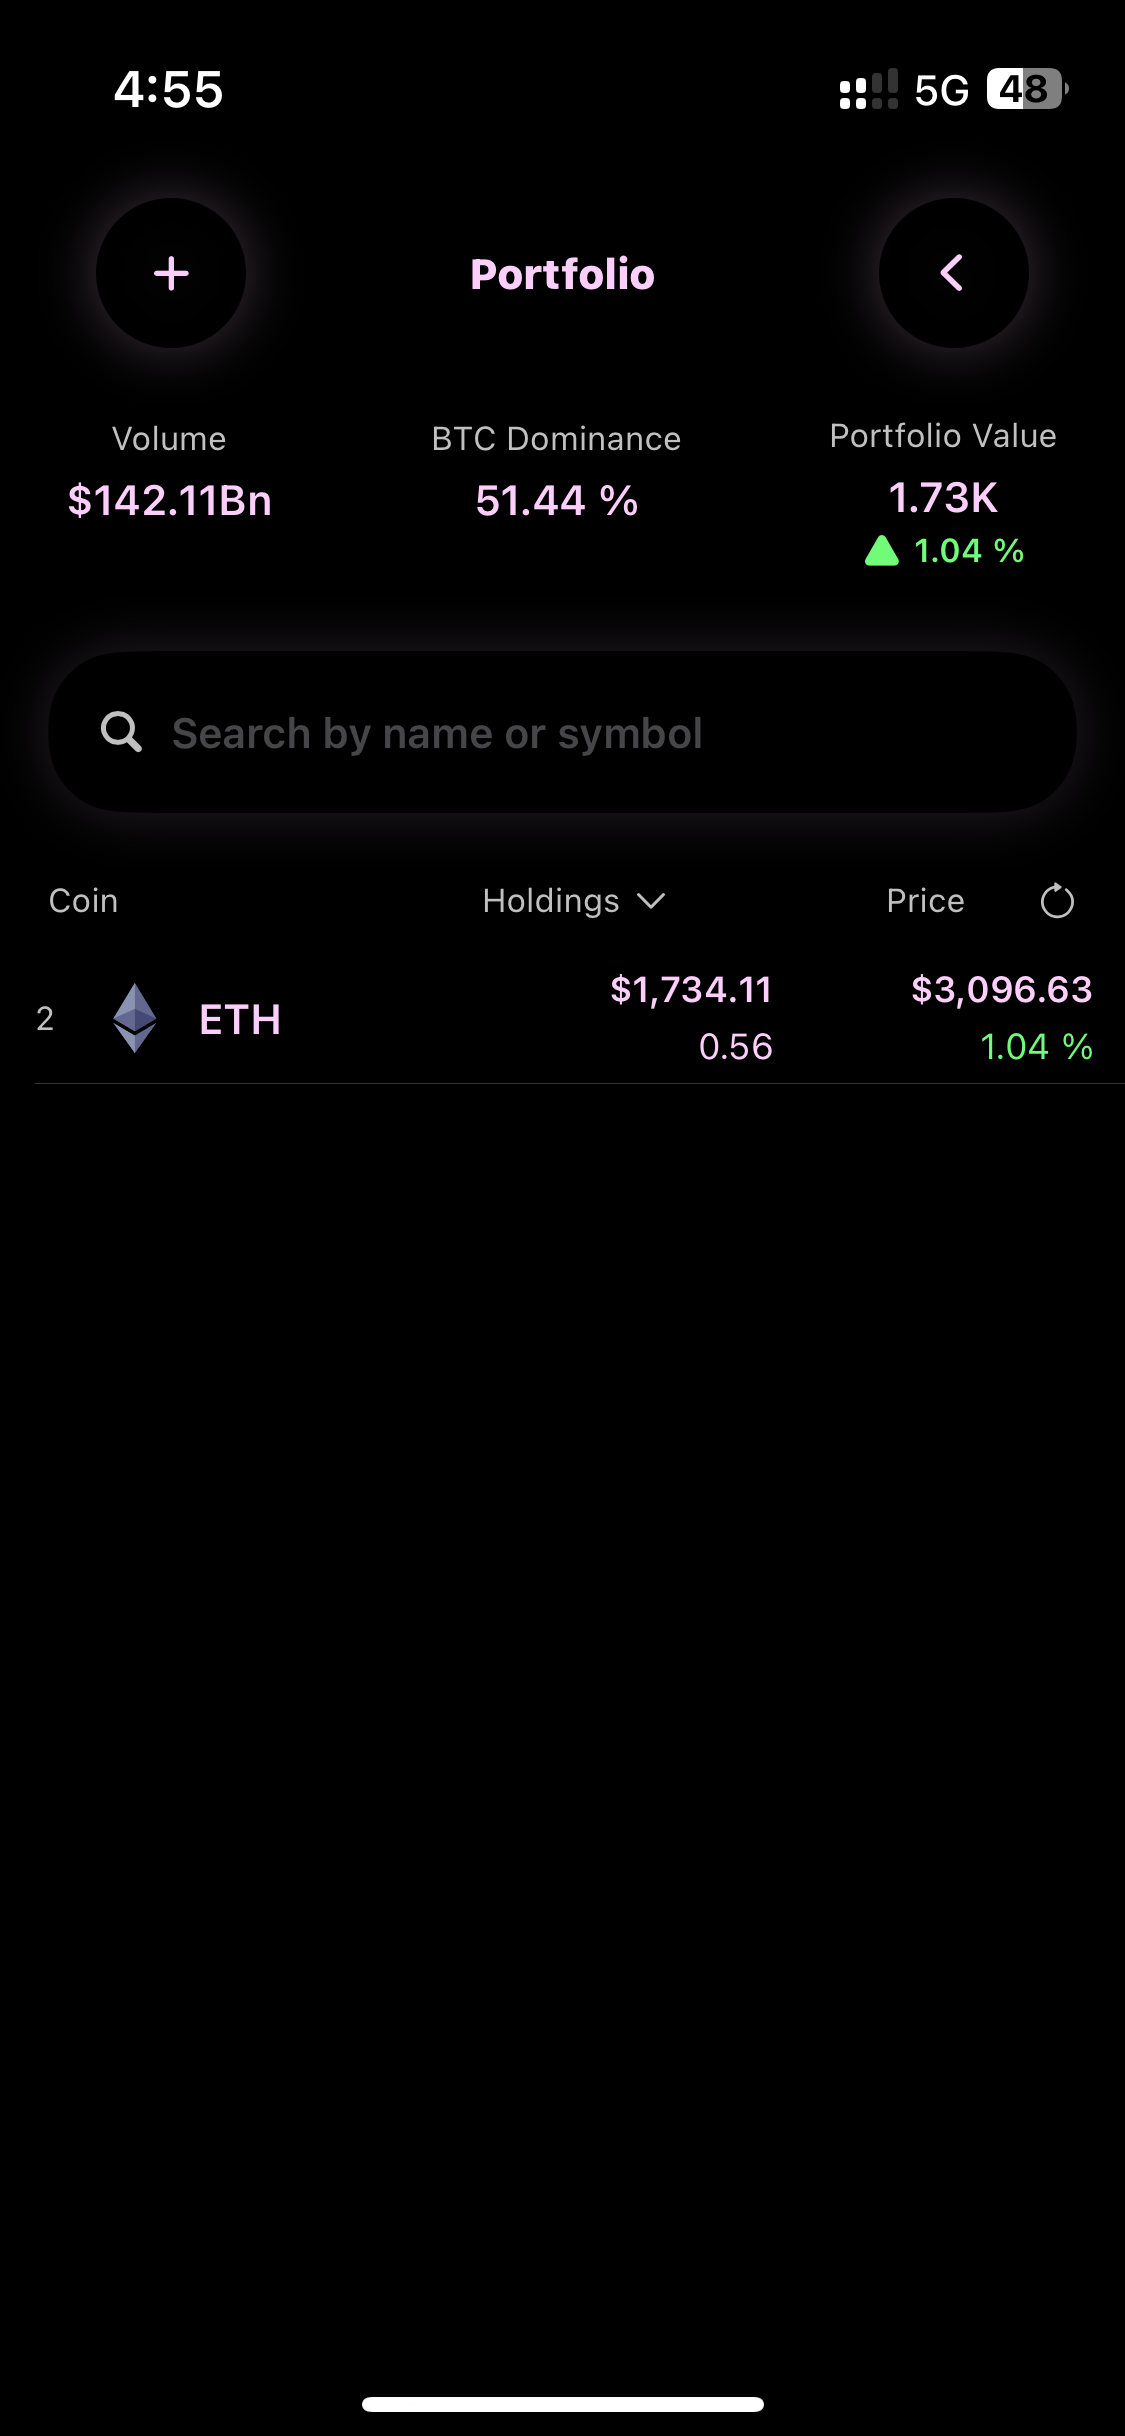 4:55
5G 48
Portfolio
Volume
$142.11Bn
BTC Dominance
51.44 %
Portfolio Value
1.73K
1.04 %
Search by name or symbol
Coin Holdings Price
2 ETH $1,734.11 $3,096.63
0.56 1.04 %